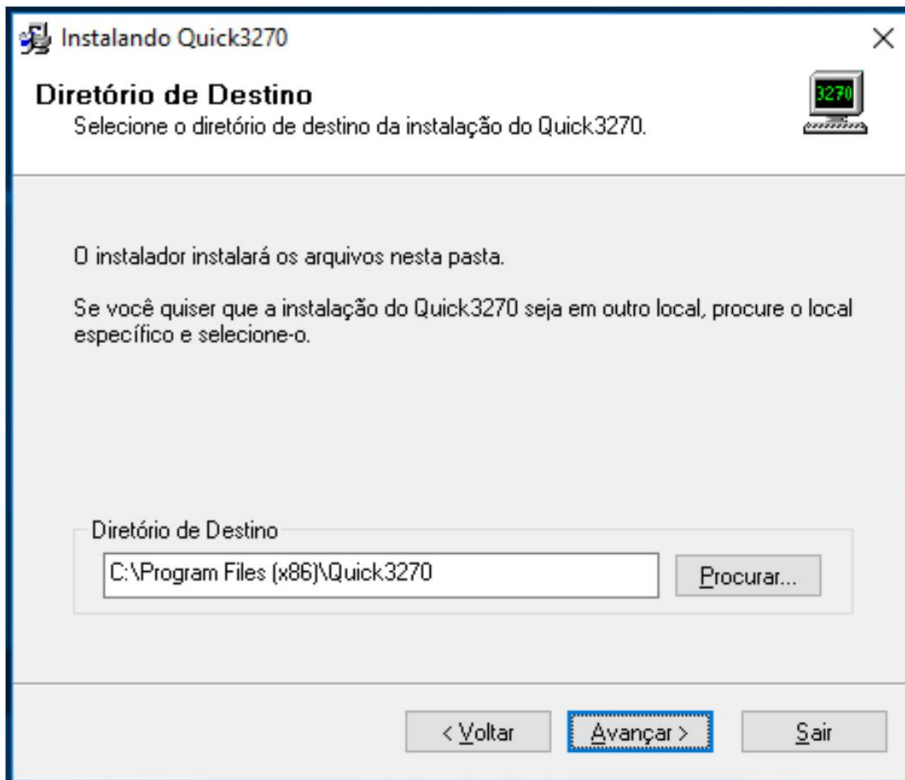 Instalando Quick3270
Diretório de Destino
Selecione o diretório de destino da instalação do Quick3270.
3270
O instalador instalará os arquivos nesta pasta.
Se você quiser que a instalação do Quick3270 seja em outro local, procure o local
específico e selecione-o.
Diretório de Destino
C:\Program Files (x86)\Quick3270
Procurar...
< Voltar
Avançar >
Sair